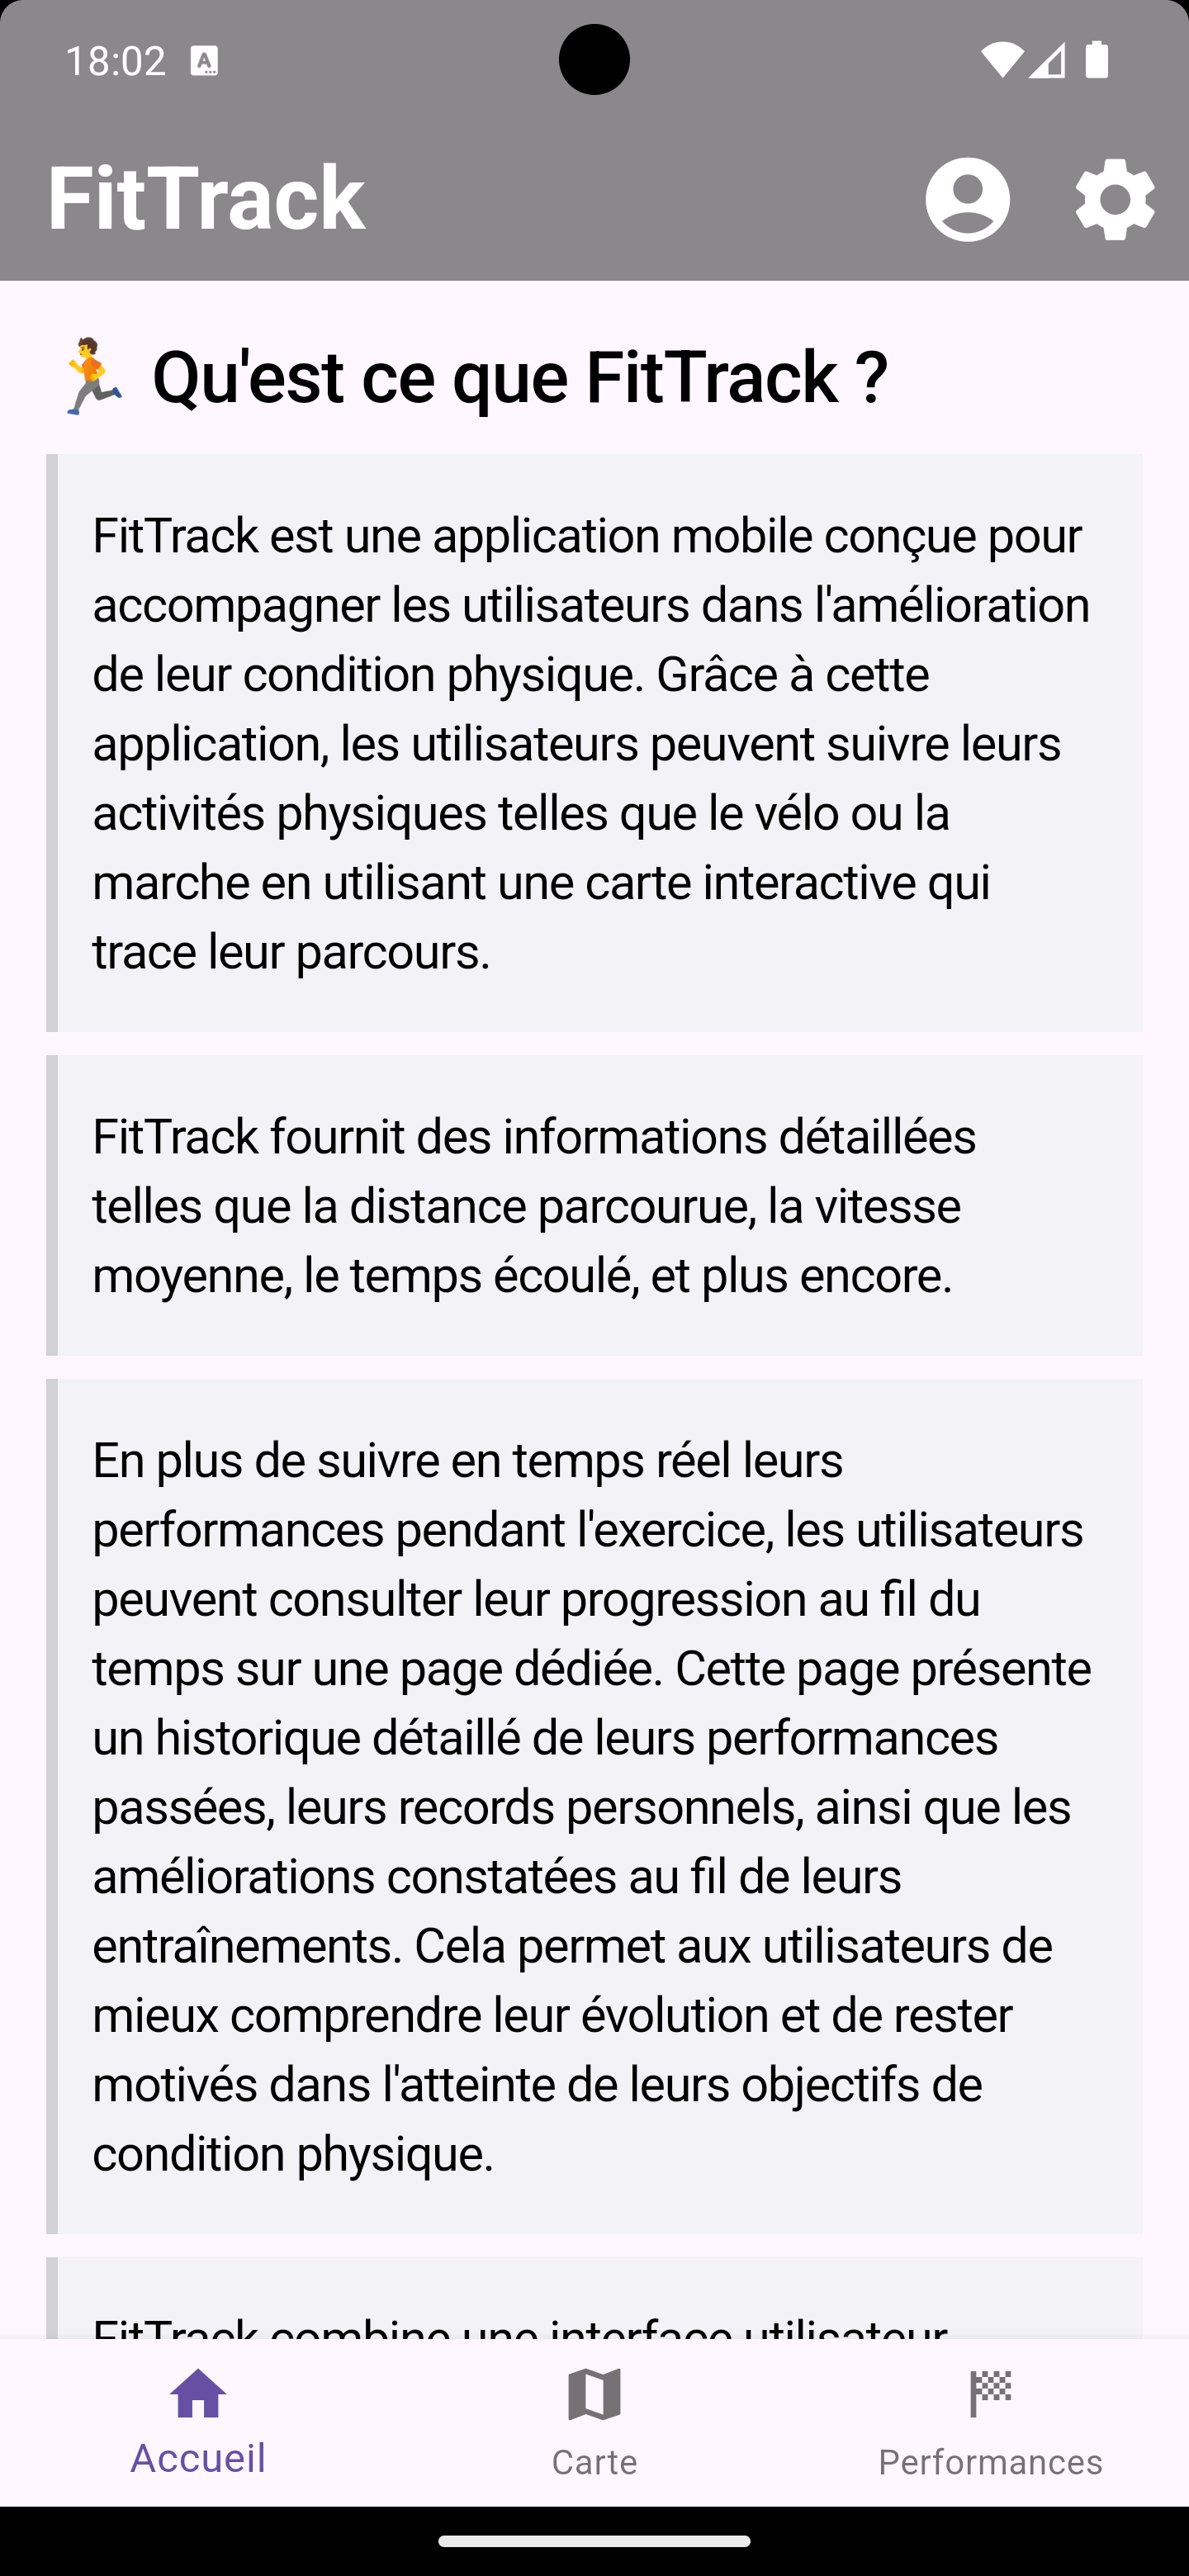 18:02
FitTrack
🏃 Qu'est ce que FitTrack ?
FitTrack est une application mobile conçue pour
accompagner les utilisateurs dans l'amélioration
de leur condition physique. Grâce à cette
application, les utilisateurs peuvent suivre leurs
activités physiques telles que le vélo ou la
marche en utilisant une carte interactive qui
trace leur parcours.
FitTrack fournit des informations détaillées
telles que la distance parcourue, la vitesse
moyenne, le temps écoulé, et plus encore.
En plus de suivre en temps réel leurs
performances pendant l'exercice, les utilisateurs
peuvent consulter leur progression au fil du
temps sur une page dédiée. Cette page présente
un historique détaillé de leurs performances
passées, leurs records personnels, ainsi que les
améliorations constatées au fil de leurs
entraînements. Cela permet aux utilisateurs de
mieux comprendre leur évolution et de rester
motivés dans l'atteinte de leurs objectifs de
condition physique.
FitTrack combine une interface utilisateur
Accueil
Carte
Performances